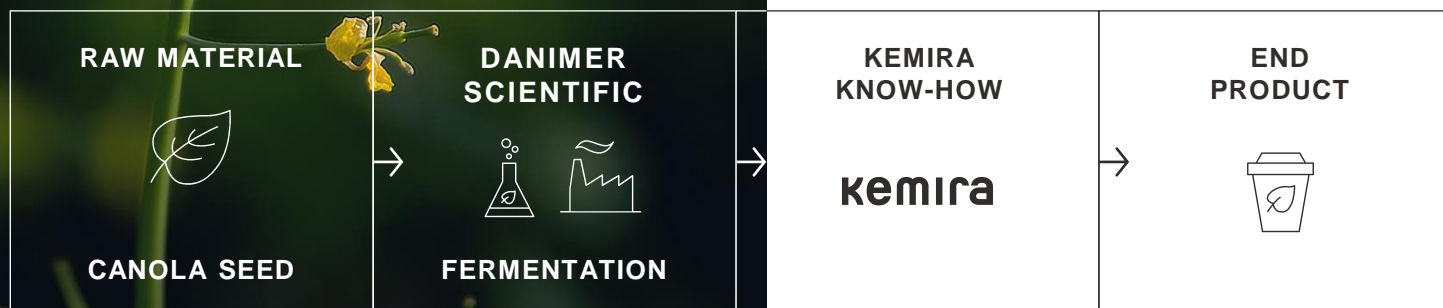 RAW MATERIAL
CANOLA SEED
DANIMER
SCIENTIFIC
FERMENTATION
KEMIRA
KNOW-HOW
kemira
END
PRODUCT